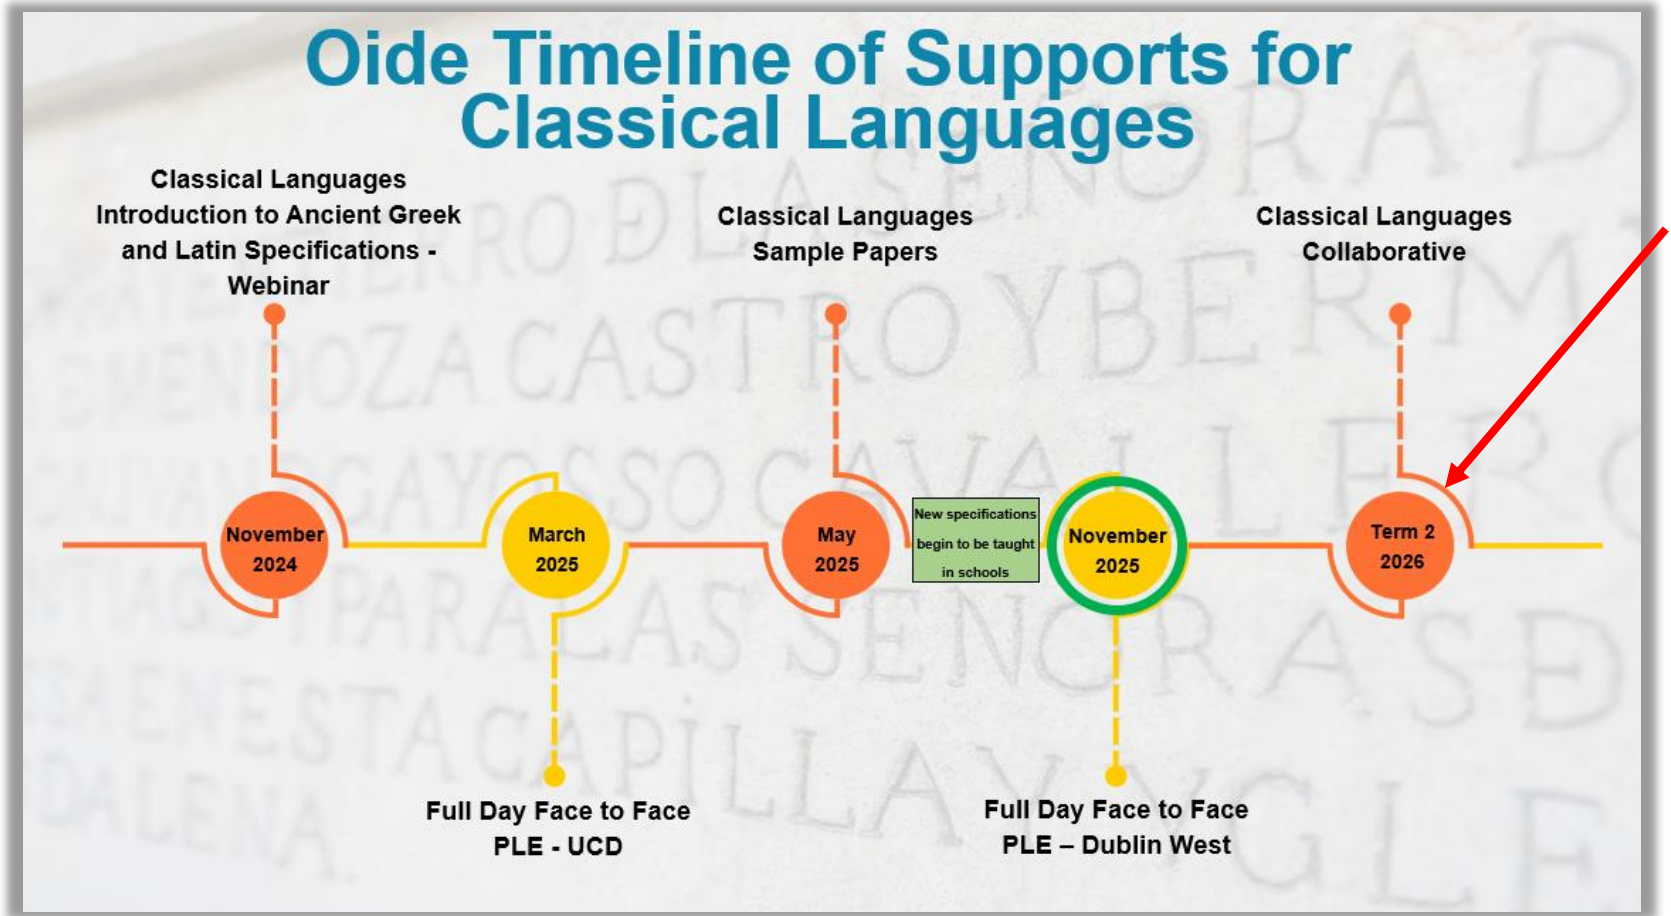 Oide Timeline of Supports for
Classical Languages
Classical Languages
Introduction to Ancient Greek
and Latin Specifications -
Webinar
Classical Languages
Sample Papers
Classical Languages
Collaborative
November
2024
March
2025
May
2025
New specifications
begin to be taught
in schools
November
2025
Term 2
2026
Full Day Face to Face
PLE - UCD
Full Day Face to Face
PLE – Dublin West